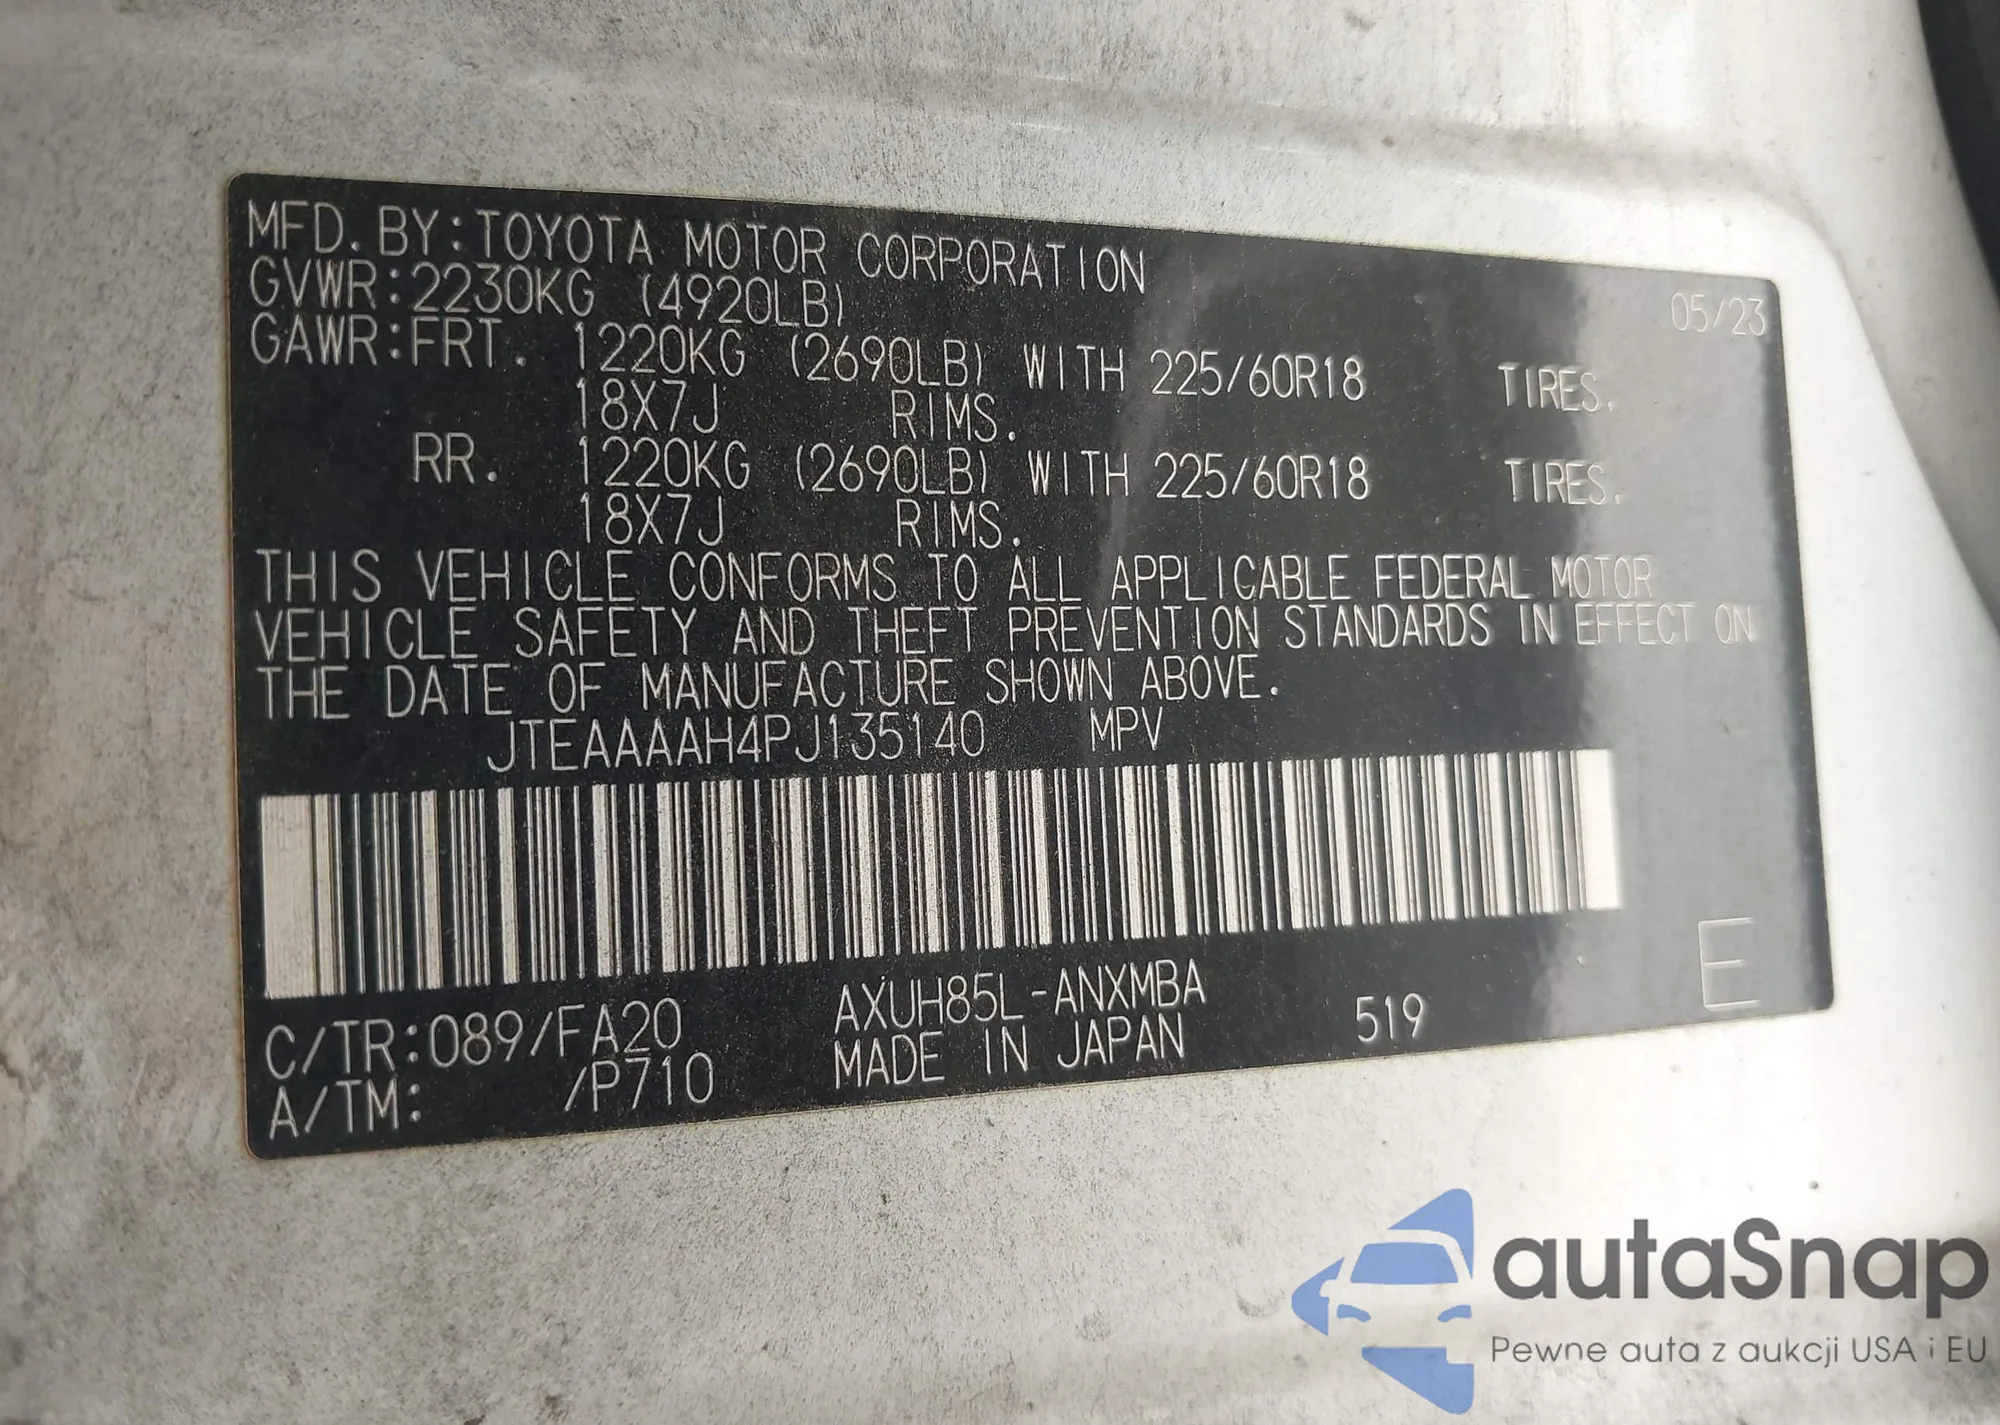 MFD. BY: TOYOTA MOTOR CORPORATION
05/23
GVWR: 2230KG (4920LB)
GAWR: FRT. 1220KG (2690LB) WITH 225/60R18 TIRES.
18X7J RIMS.
RR. 1220KG (2690LB) WITH 225/60R18 TIRES.
18X7J RIMS.
THIS VEHICLE CONFORMS TO ALL APPLICABLE FEDERAL MOTOR
VEHICLE SAFETY AND THEFT PREVENTION STANDARDS IN EFFECT ON
THE DATE OF MANUFACTURE SHOWN ABOVE.
JTEAAAAH4PJ135140 MPV
C/TR: 089/FA20 AXUH85L-ANXMBA 519 E
A/TM: /P710 MADE IN JAPAN
autaSnap
Pewne auta z aukcji USA i EU